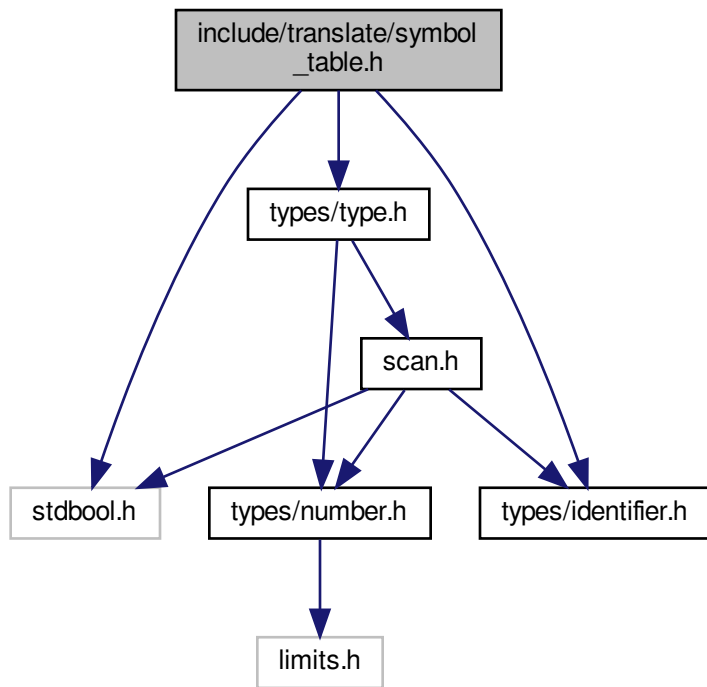 include/translate/symbol
_table.h
types/type.h
scan.h
stdbool.h
types/number.h
types/identifier.h
limits.h